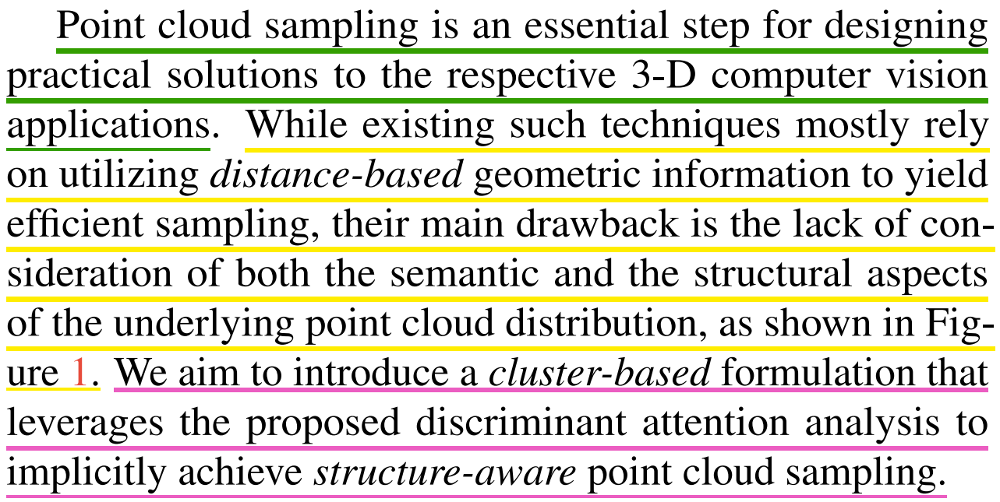 Point cloud sampling is an essential step for designing
practical solutions to the respective 3-D computer vision
applications. While existing such techniques mostly rely
on utilizing distance-based geometric information to yield
efficient sampling, their main drawback is the lack of con-
sideration of both the semantic and the structural aspects
of the underlying point cloud distribution, as shown in Fig-
ure 1. We aim to introduce a cluster-based formulation that
leverages the proposed discriminant attention analysis to
implicitly achieve structure-aware point cloud sampling.